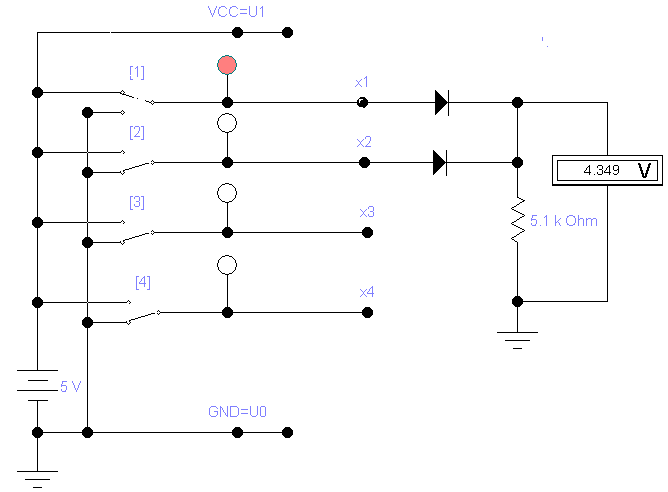 VCC=U1
[1]
x1
[2]
x2
4.349 V
[3]
x3
5.1 k Ohm
[4]
x4
5 V
GND=U0